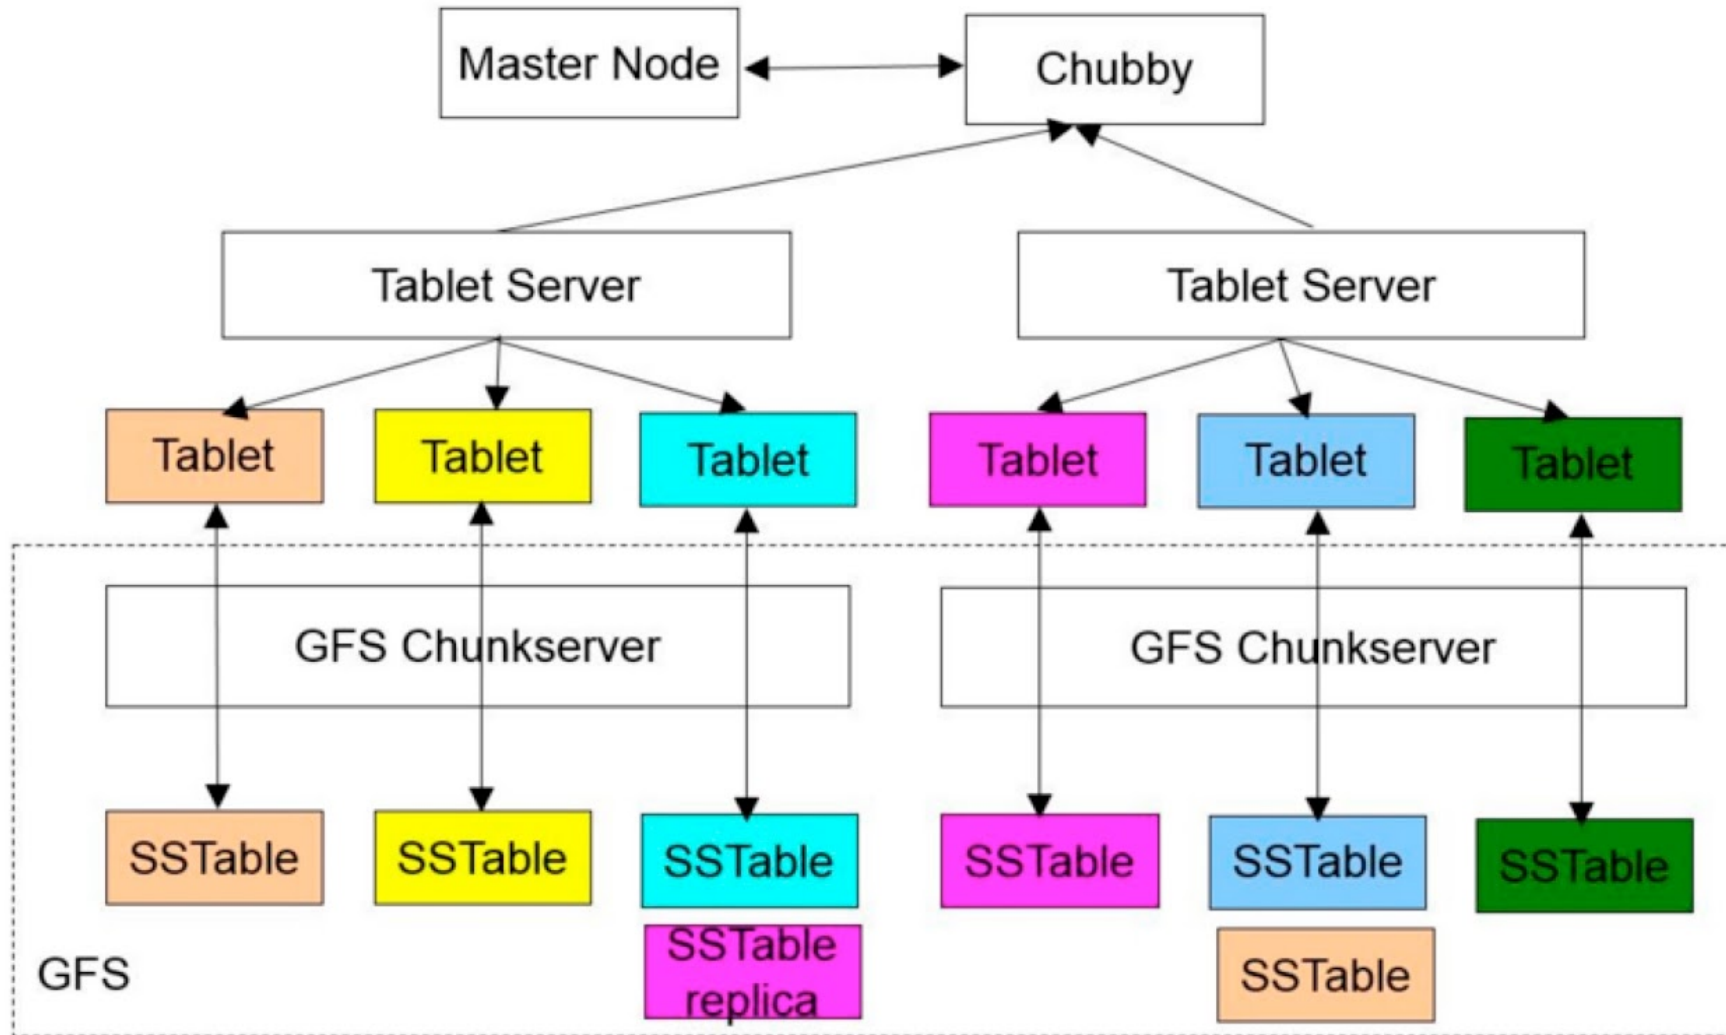 Master Node
Chubby
Tablet Server
Tablet Server
Tablet
Tablet
Tablet
Tablet
Tablet
Tablet
GFS Chunkserver
GFS Chunkserver
SSTable
SSTable
SSTable
SSTable
SSTable
SSTable
SSTable
replica
SSTable
GFS